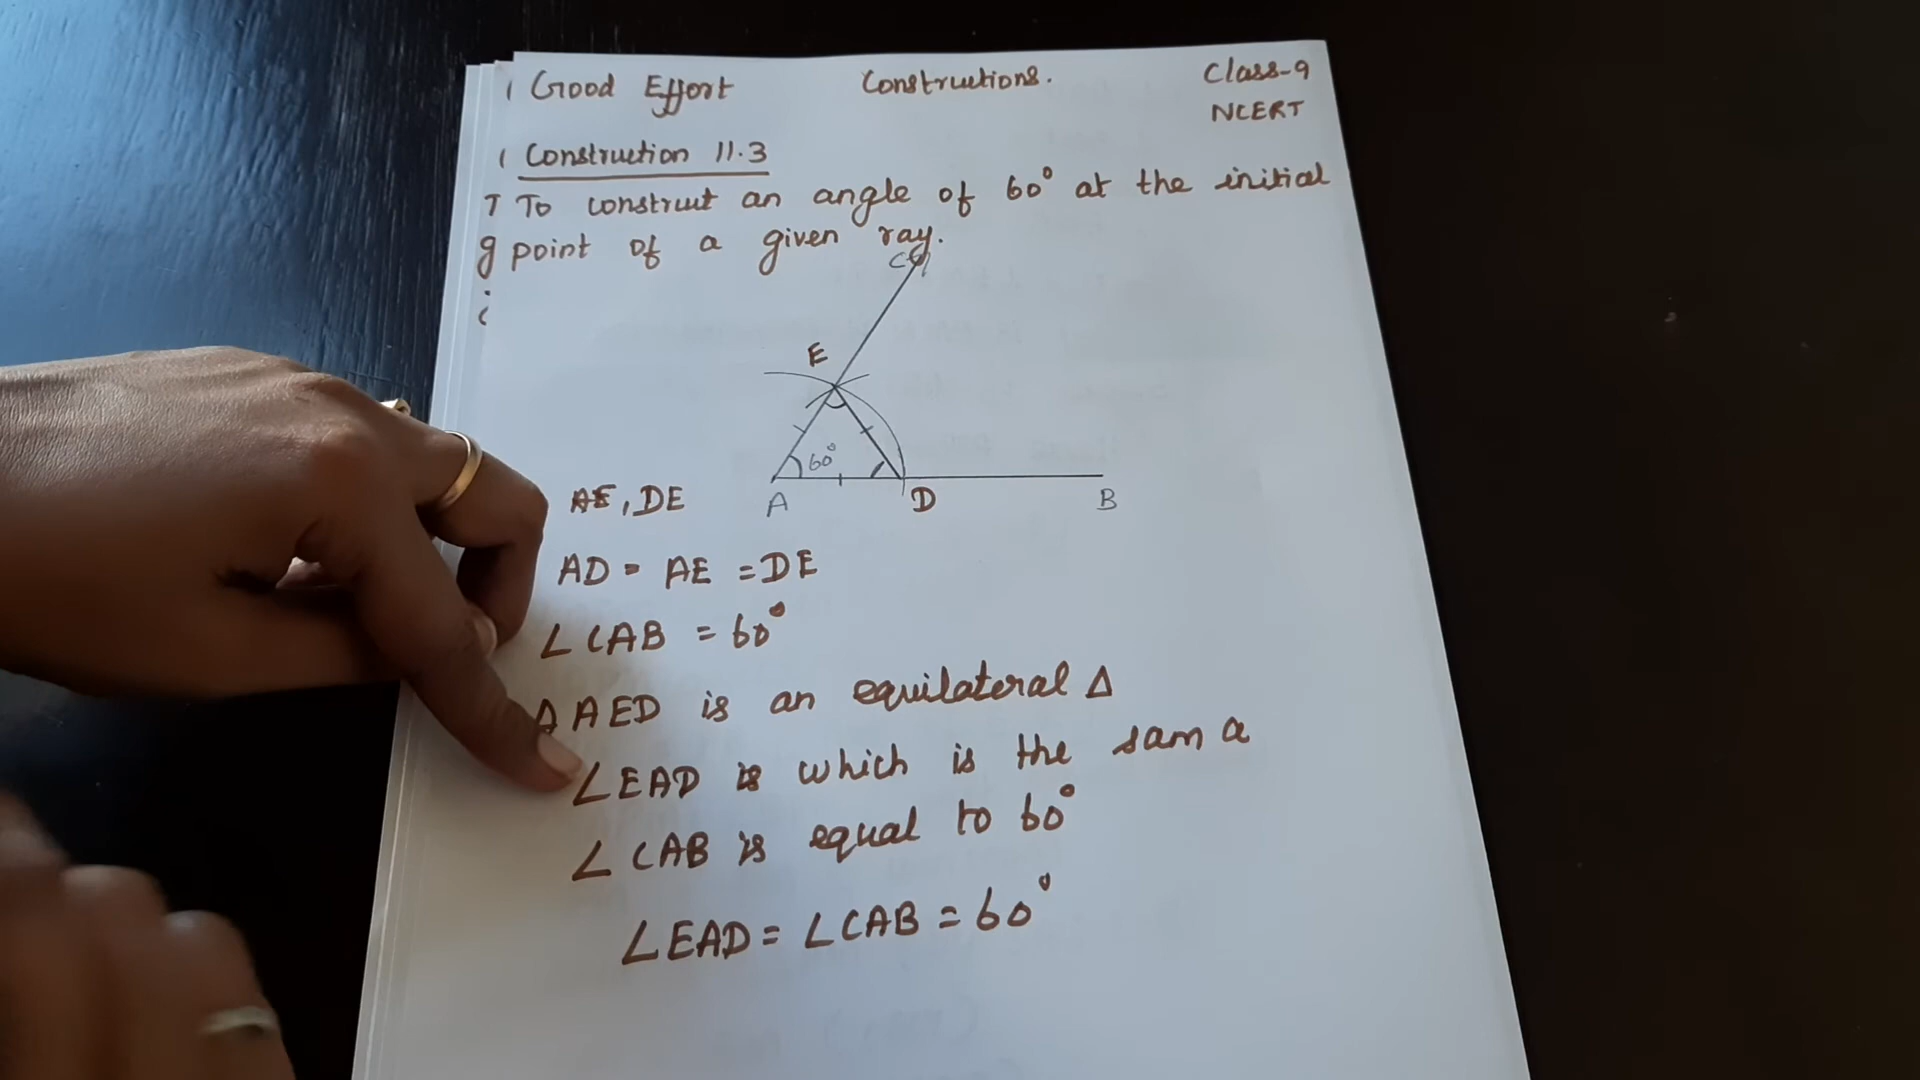 Good Effort Constructions. Class-9
NCERT
Construction 11.3
To construt an angle of 60° at the initial
point of a given ray.
C
E
60°
A D B
AE, DE
AD = AE = DE
∠CAB = 60°
Δ AED is an equilateral Δ
∠EAD is which is the sam a
∠CAB is equal to 60°
∠EAD = ∠CAB = 60°